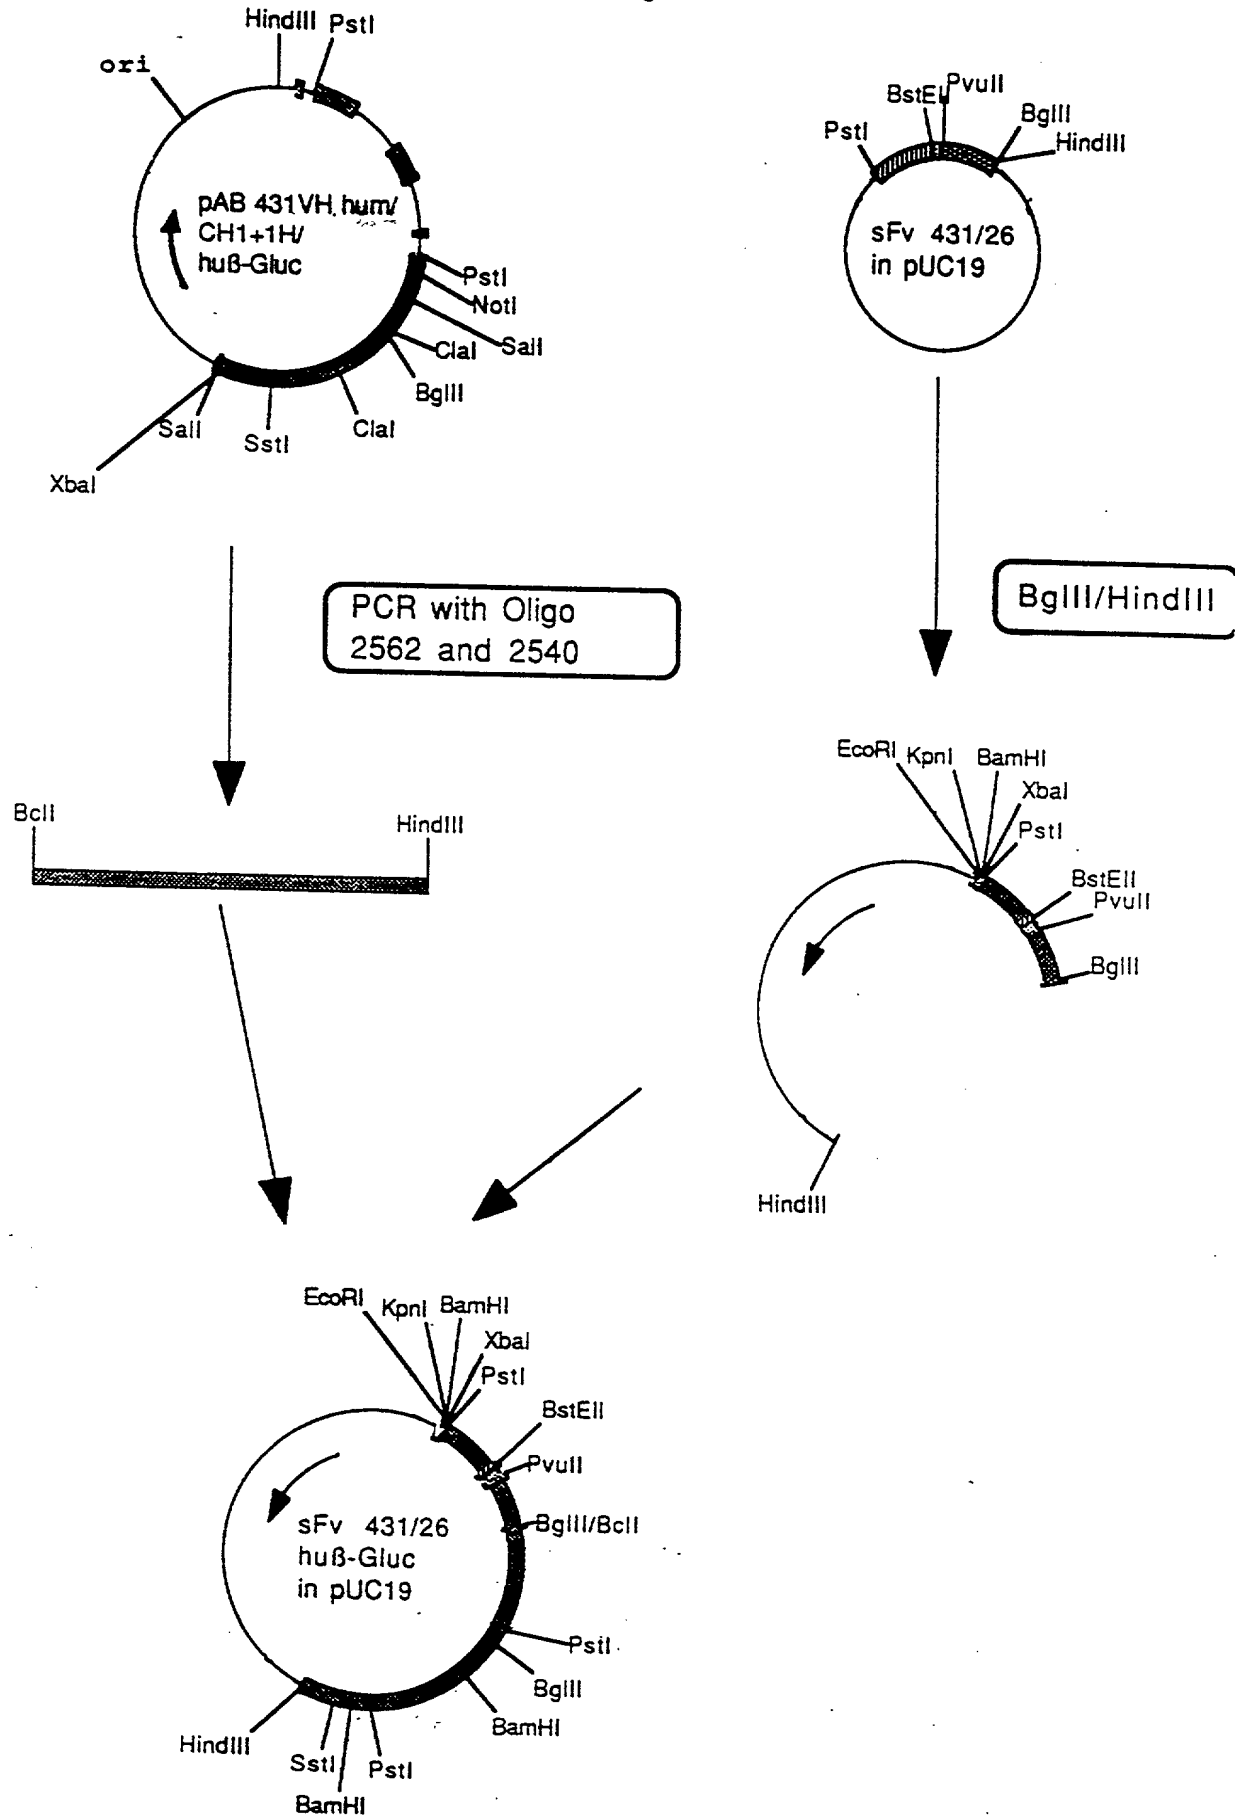 HindIII PstI
ori
pAB 431VH hum/
CH1+1H/
huß-Gluc
PstI
NotI
SalI
ClaI
BglII
ClaI
SstI
SalI
XbaI
PstI
BstEII
PvuII
BglII
HindIII
sFv 431/26
in pUC19
PCR with Oligo
2562 and 2540
BglII/HindIII
BclI
HindIII
EcoRI KpnI BamHI
XbaI
PstI
BstEII
PvuII
BglII
HindIII
EcoRI KpnI BamHI
XbaI
PstI
BstEII
PvuII
BglII/BclI
sFv 431/26
huß-Gluc
in pUC19
PstI
BglII
BamHI
HindIII
SstI
PstI
BamHI